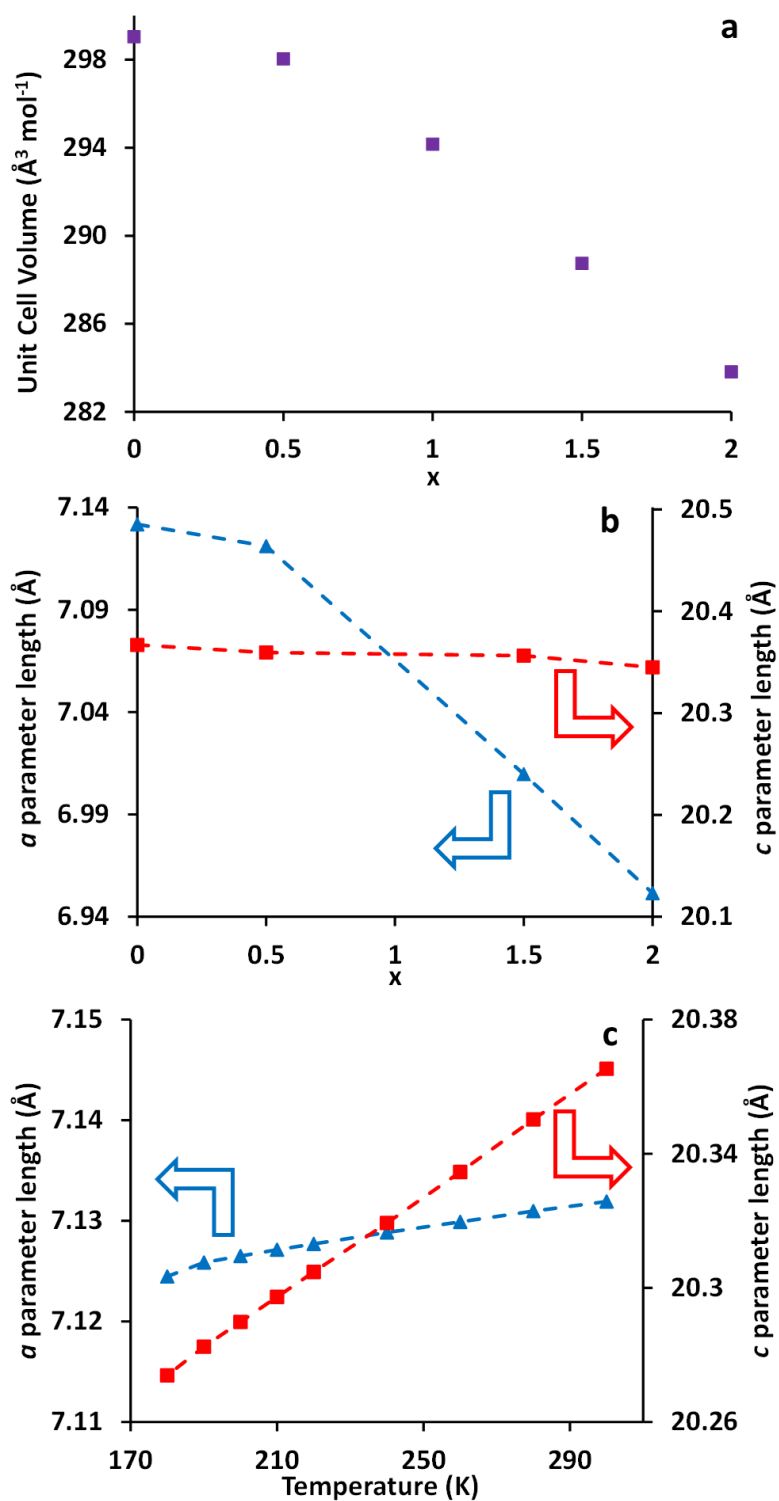 a
Unit Cell Volume (Å³ mol⁻¹)
298
294
290
286
282
0 0.5 1 1.5 2
x
b
a parameter length (Å)
7.14
7.09
7.04
6.99
6.94
20.5
20.4
20.3
20.2
20.1
c parameter length (Å)
0 0.5 1 1.5 2
x
c
a parameter length (Å)
7.15
7.14
7.13
7.12
7.11
20.38
20.34
20.3
20.26
c parameter length (Å)
170 210 250 290
Temperature (K)